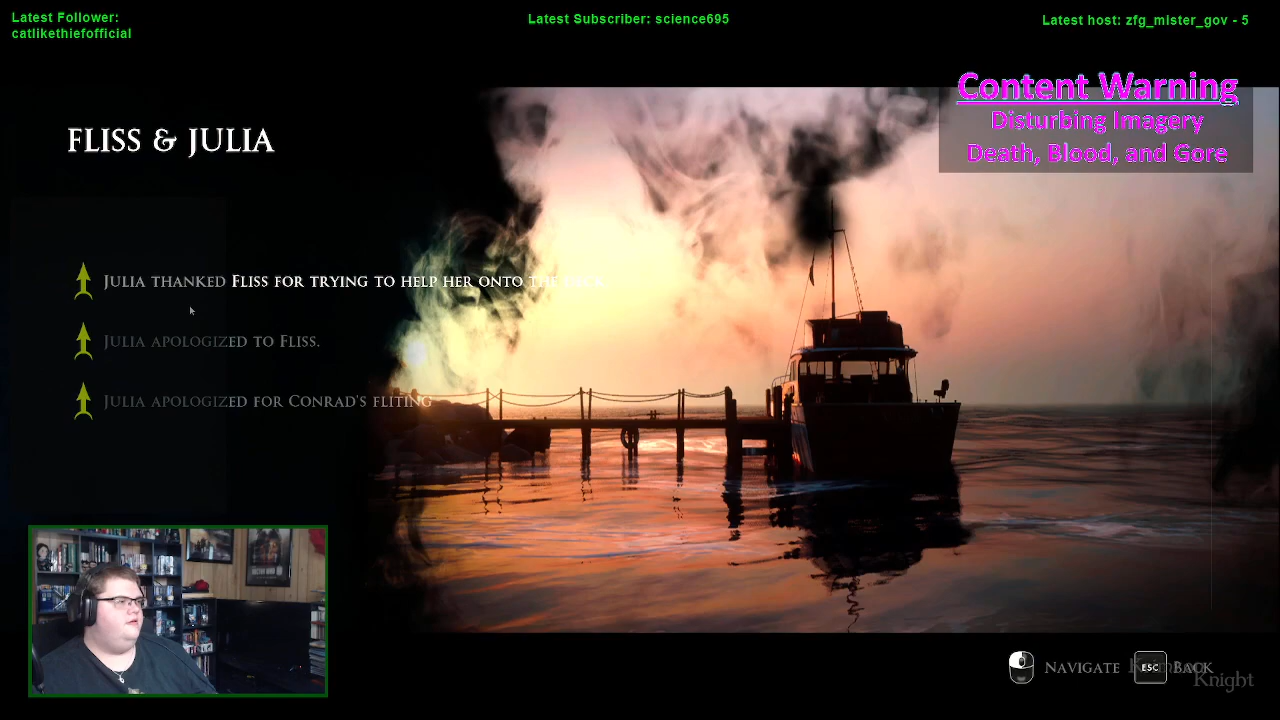 Latest Follower:
catlikethiefofficial
Latest Subscriber: science695
Latest host: zfg_mister_gov - 5
Content Warning
Disturbing Imagery
Death, Blood, and Gore
FLISS & JULIA
JULIA THANKED FLISS FOR TRYING TO HELP HER ONTO THE DECK
JULIA APOLOGIZED TO FLISS.
JULIA APOLOGIZED FOR CONRAD'S FLITING
NAVIGATE
ESC BACK
Knight